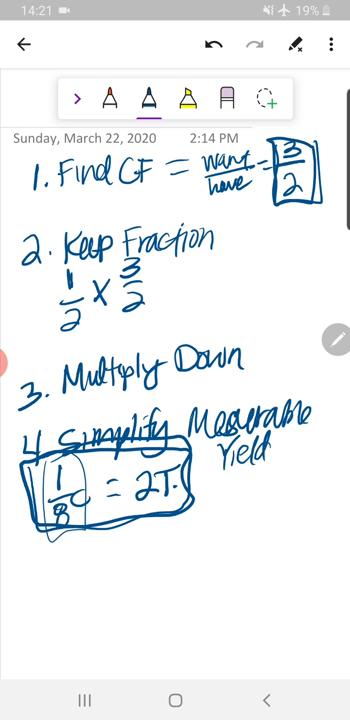 14:21 19%
Sunday, March 22, 2020 2:14 PM
1. Find CF = want/have = 3/2
2. Keep Fraction
1/2 x 3/2
3. Multiply Down
4 Simplify Measurable
Yield
1/8 C = 2T.